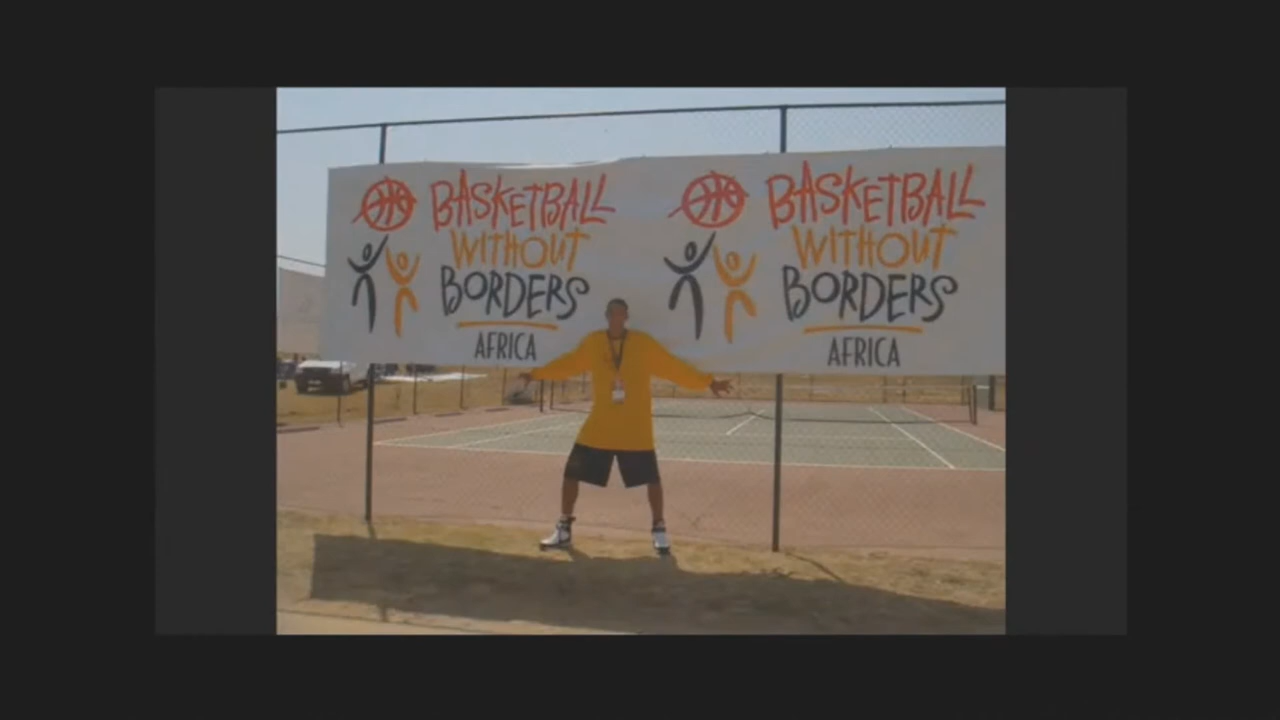 BASKETBALL
WITHOUT
BORDERS
AFRICA
BASKETBALL
WITHOUT
BORDERS
AFRICA